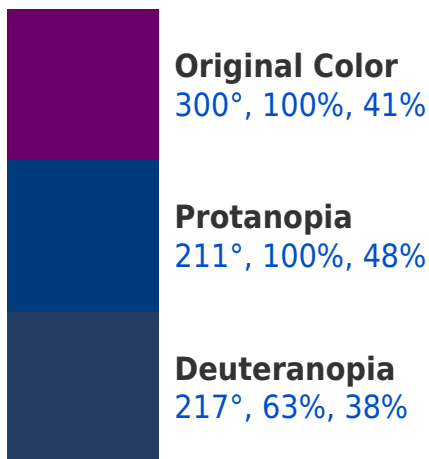 Original Color
300°, 100%, 41%
Protanopia
211°, 100%, 48%
Deuteranopia
217°, 63%, 38%